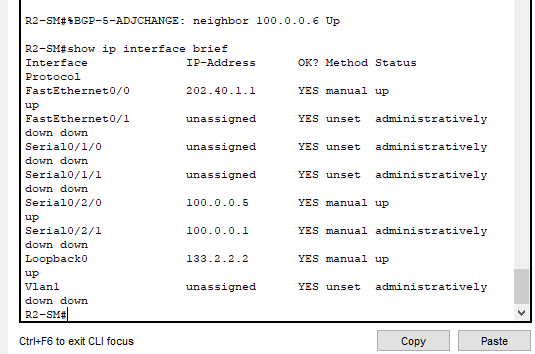 R2-SM#%BGP-5-ADJCHANGE: neighbor 100.0.0.6 Up
R2-SM#show ip interface brief
Interface IP-Address OK? Method Status
Protocol
FastEthernet0/0 202.40.1.1 YES manual up
up
FastEthernet0/1 unassigned YES unset administratively
down down
Serial0/1/0 unassigned YES unset administratively
down down
Serial0/1/1 unassigned YES unset administratively
down down
Serial0/2/0 100.0.0.5 YES manual up
up
Serial0/2/1 100.0.0.1 YES manual administratively
down down
Loopback0 133.2.2.2 YES manual up
up
Vlan1 unassigned YES unset administratively
down down
R2-SM#
Ctrl+F6 to exit CLI focus
Copy Paste